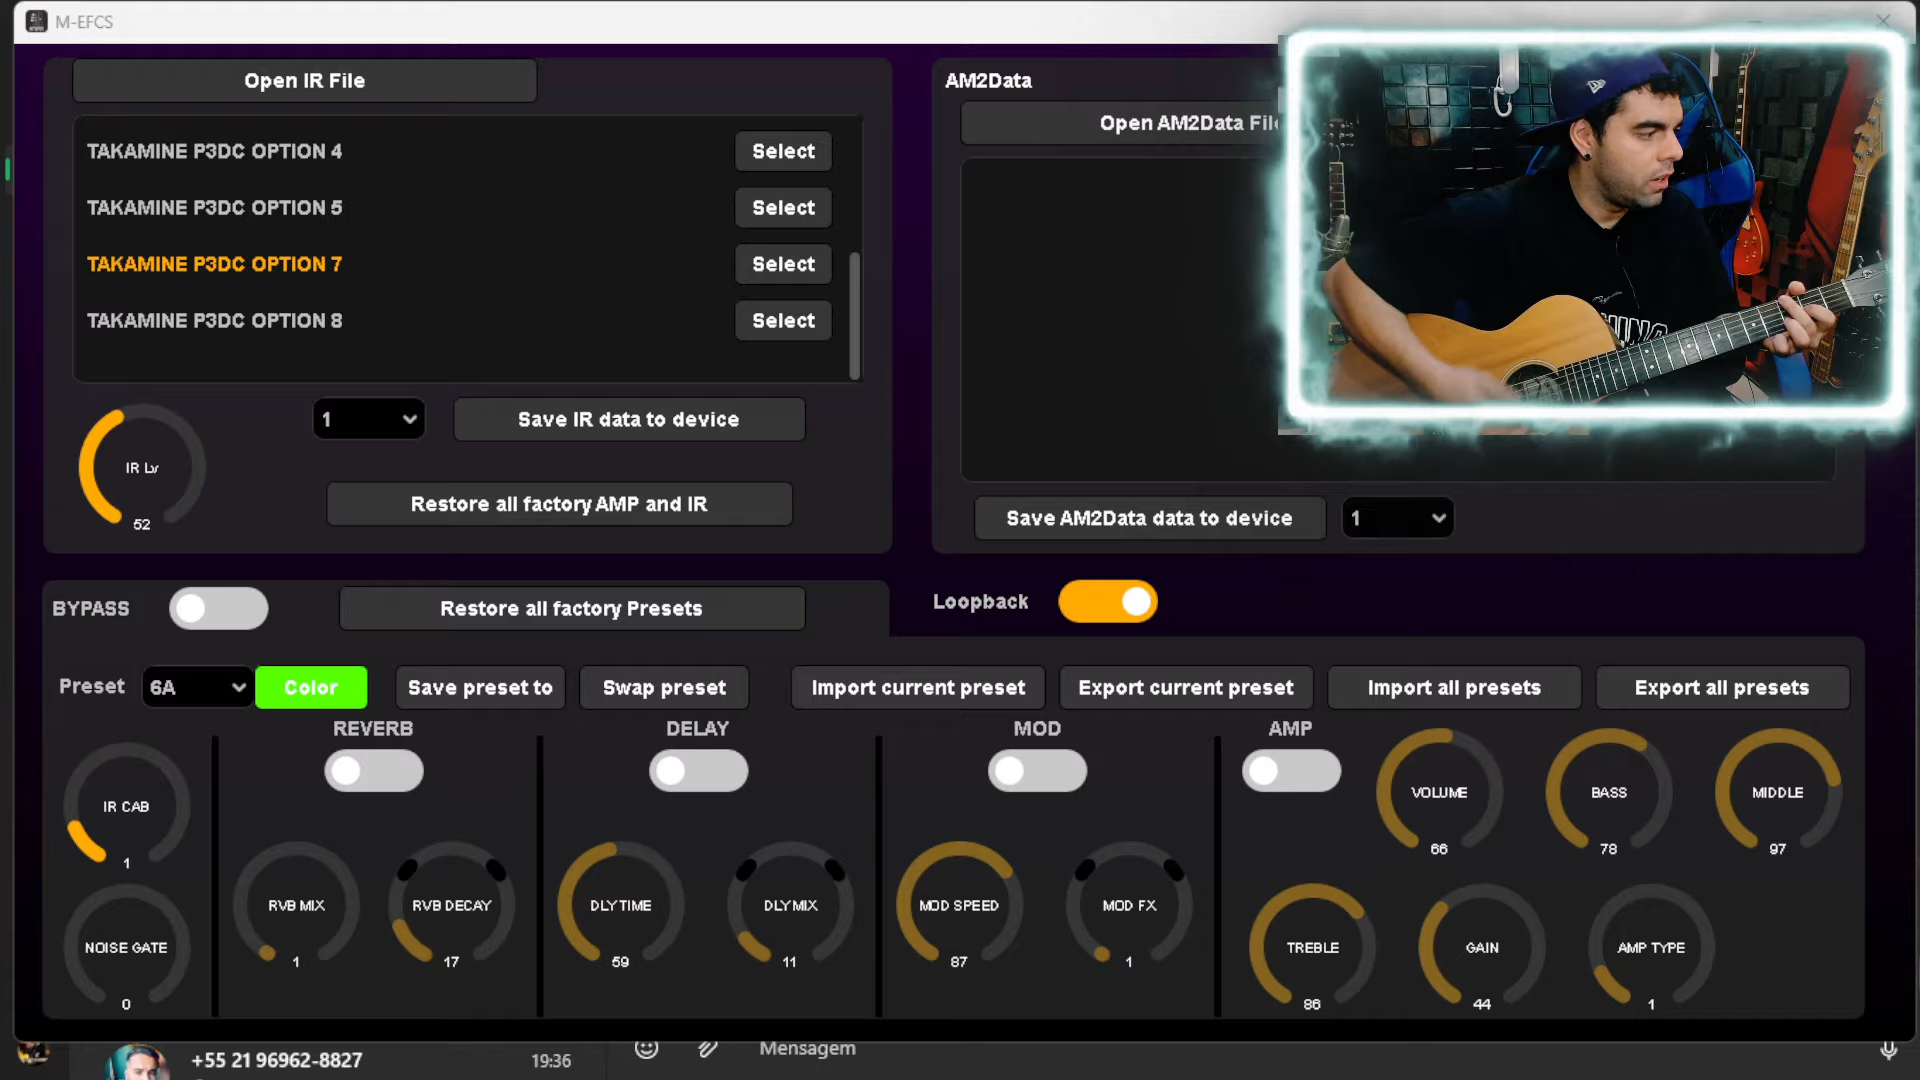 M-EFCS
Open IR File
TAKAMINE P3DC OPTION 4
Select
TAKAMINE P3DC OPTION 5
Select
TAKAMINE P3DC OPTION 7
Select
TAKAMINE P3DC OPTION 8
Select
IR Lv
52
1
Save IR data to device
Restore all factory AMP and IR
AM2Data
Open AM2Data File
Save AM2Data data to device
1
BYPASS
Restore all factory Presets
Loopback
Preset
6A
Color
Save preset to
Swap preset
Import current preset
Export current preset
Import all presets
Export all presets
IR CAB
1
NOISE GATE
0
REVERB
RVB MIX
1
RVB DECAY
17
DELAY
DLY TIME
59
DLY MIX
11
MOD
MOD SPEED
87
MOD FX
1
AMP
VOLUME
66
BASS
78
MIDDLE
97
TREBLE
86
GAIN
44
AMP TYPE
1
+55 21 96962-8827
19:36
Mensagem